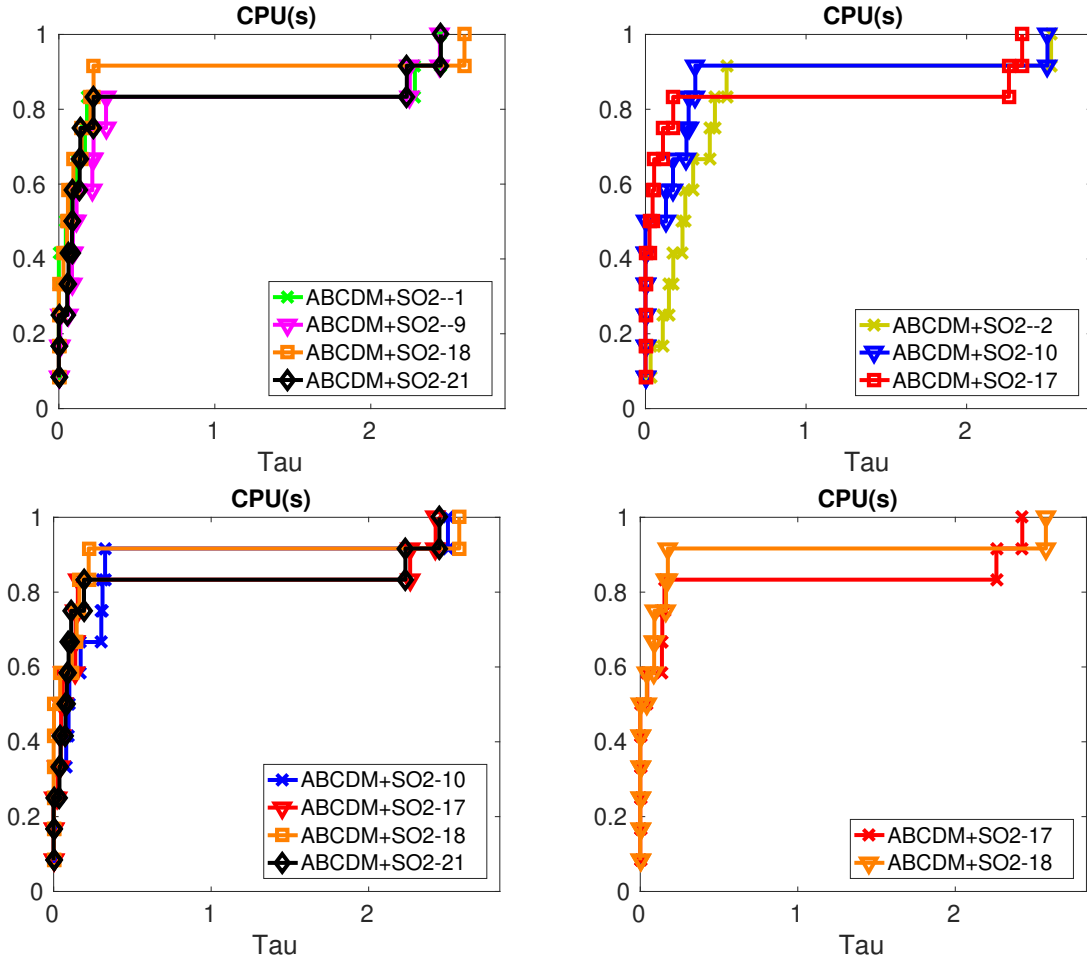 CPU(s)
1
0.8
0.6
0.4
0.2
0
0
1
2
Tau
ABCDM+SO2--1
ABCDM+SO2--9
ABCDM+SO2-18
ABCDM+SO2-21
CPU(s)
1
0.8
0.6
0.4
0.2
0
0
1
2
Tau
ABCDM+SO2--2
ABCDM+SO2-10
ABCDM+SO2-17
CPU(s)
1
0.8
0.6
0.4
0.2
0
0
1
2
Tau
ABCDM+SO2-10
ABCDM+SO2-17
ABCDM+SO2-18
ABCDM+SO2-21
CPU(s)
1
0.8
0.6
0.4
0.2
0
0
1
2
Tau
ABCDM+SO2-17
ABCDM+SO2-18